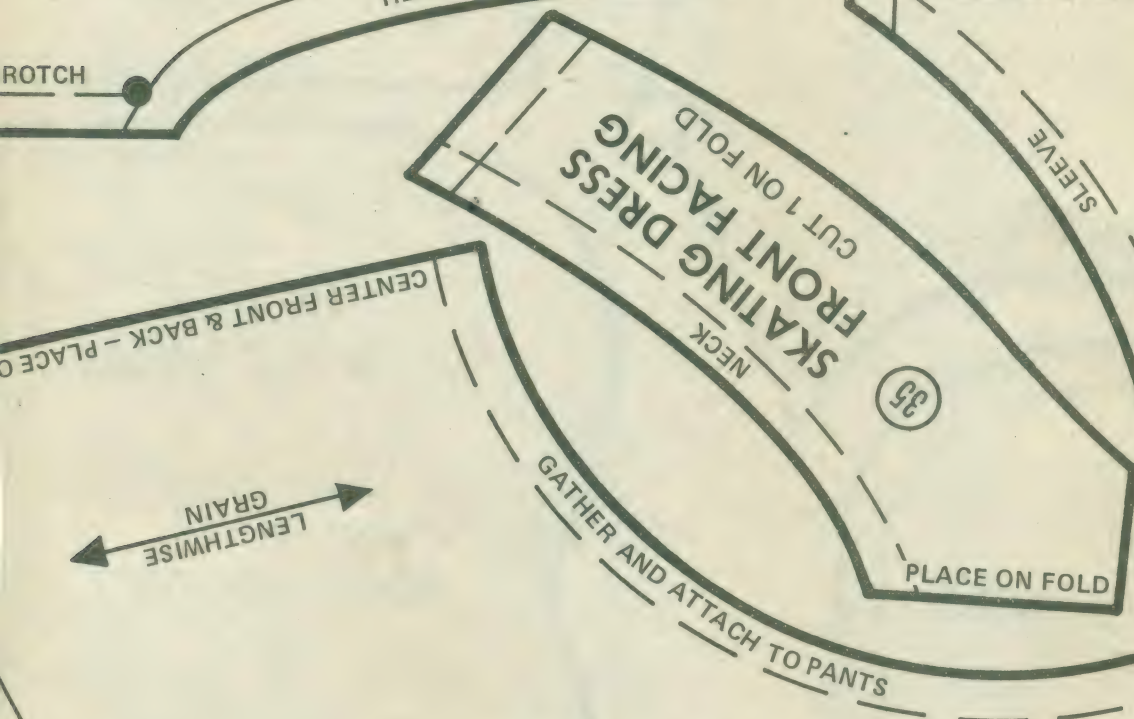 ROTCH
SKATING DRESS
FRONT FACING
CUT 1 ON FOLD
35
NECK
PLACE ON FOLD
SLEEVE
CENTER FRONT & BACK – PLACE O
LENGTHWISE
GRAIN
GATHER AND ATTACH TO PANTS